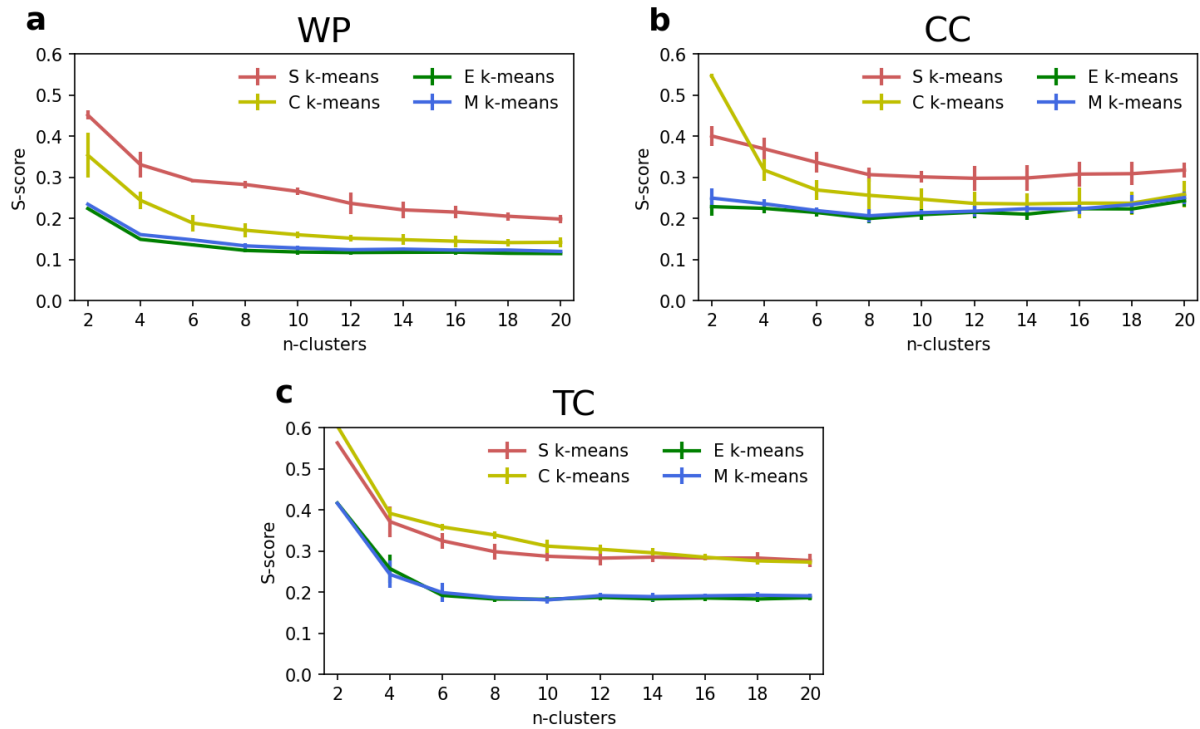 a
WP
0.6
0.5
0.4
0.3
0.2
0.1
0.0
S-score
S k-means
C k-means
E k-means
M k-means
2 4 6 8 10 12 14 16 18 20
n-clusters
b
CC
0.6
0.5
0.4
0.3
0.2
0.1
0.0
S-score
S k-means
C k-means
E k-means
M k-means
2 4 6 8 10 12 14 16 18 20
n-clusters
c
TC
0.6
0.5
0.4
0.3
0.2
0.1
0.0
S-score
S k-means
C k-means
E k-means
M k-means
2 4 6 8 10 12 14 16 18 20
n-clusters